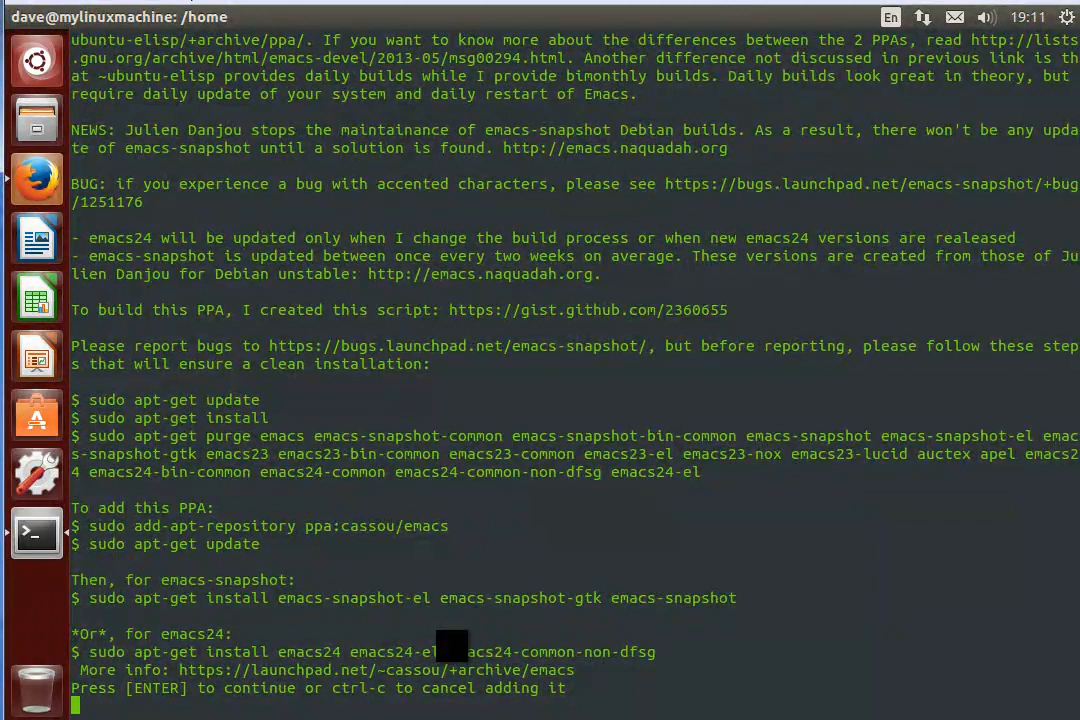 dave@mylinuxmachine: /home
En
19:11
ubuntu-elisp/+archive/ppa/. If you want to know more about the differences between the 2 PPAs, read http://lists
.gnu.org/archive/html/emacs-devel/2013-05/msg00294.html. Another difference not discussed in previous link is th
at ~ubuntu-elisp provides daily builds while I provide bimonthly builds. Daily builds look great in theory, but
require daily update of your system and daily restart of Emacs.
NEWS: Julien Danjou stops the maintainance of emacs-snapshot Debian builds. As a result, there won't be any upda
te of emacs-snapshot until a solution is found. http://emacs.naquadah.org
BUG: if you experience a bug with accented characters, please see https://bugs.launchpad.net/emacs-snapshot/+bug
/1251176
- emacs24 will be updated only when I change the build process or when new emacs24 versions are realeased
- emacs-snapshot is updated between once every two weeks on average. These versions are created from those of Ju
lien Danjou for Debian unstable: http://emacs.naquadah.org.
To build this PPA, I created this script: https://gist.github.com/2360655
Please report bugs to https://bugs.launchpad.net/emacs-snapshot/, but before reporting, please follow these step
s that will ensure a clean installation:
$ sudo apt-get update
$ sudo apt-get install
$ sudo apt-get purge emacs emacs-snapshot-common emacs-snapshot-bin-common emacs-snapshot emacs-snapshot-el emac
s-snapshot-gtk emacs23 emacs23-bin-common emacs23-common emacs23-el emacs23-nox emacs23-lucid auctex apel emacs2
4 emacs24-bin-common emacs24-common emacs24-common-non-dfsg emacs24-el
To add this PPA:
$ sudo add-apt-repository ppa:cassou/emacs
$ sudo apt-get update
Then, for emacs-snapshot:
$ sudo apt-get install emacs-snapshot-el emacs-snapshot-gtk emacs-snapshot
*Or*, for emacs24:
$ sudo apt-get install emacs24 emacs24-el acs24-common-non-dfsg
More info: https://launchpad.net/~cassou/+archive/emacs
Press [ENTER] to continue or ctrl-c to cancel adding it